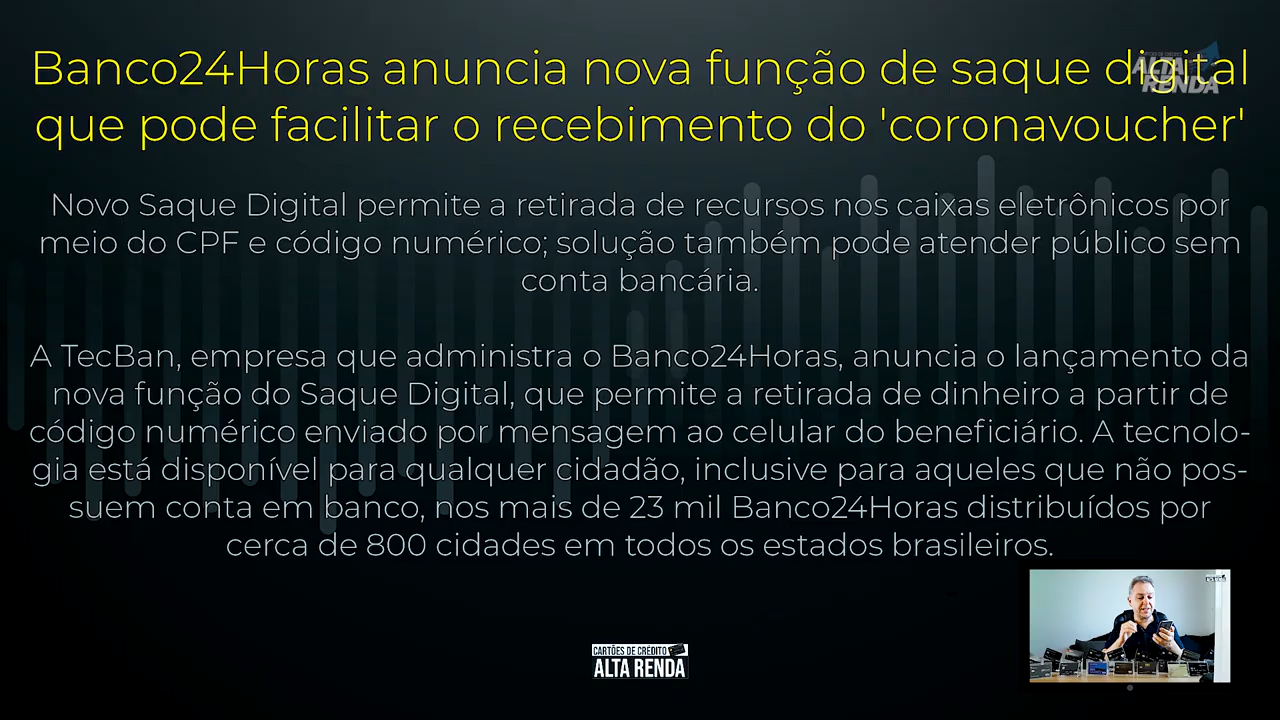 Banco24Horas anuncia nova função de saque digital
que pode facilitar o recebimento do 'coronavoucher'
ALTA
RENDA
Novo Saque Digital permite a retirada de recursos nos caixas eletrônicos por
meio do CPF e código numérico; solução também pode atender público sem
conta bancária.
A TecBan, empresa que administra o Banco24Horas, anuncia o lançamento da
nova função do Saque Digital, que permite a retirada de dinheiro a partir de
código numérico enviado por mensagem ao celular do beneficiário. A tecnolo-
gia está disponível para qualquer cidadão, inclusive para aqueles que não pos-
suem conta em banco, nos mais de 23 mil Banco24Horas distribuídos por
cerca de 800 cidades em todos os estados brasileiros.
CARTÕES DE CRÉDITO
ALTA RENDA